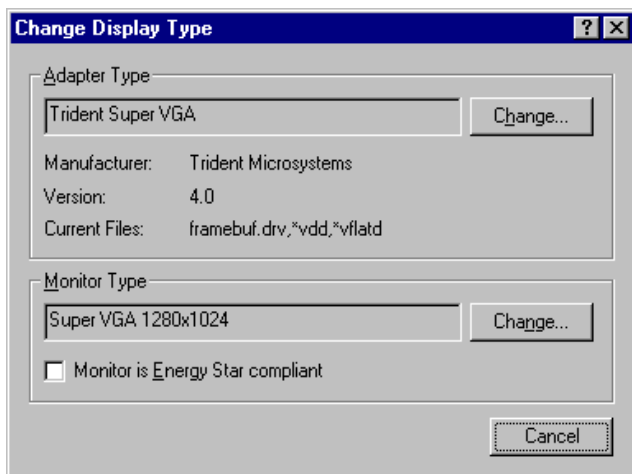 Change Display Type
Adapter Type
Trident Super VGA
Change...
Manufacturer: Trident Microsystems
Version: 4.0
Current Files: framebuf.drv,*vdd,*vflatd
Monitor Type
Super VGA 1280x1024
Change...
Monitor is Energy Star compliant
Cancel